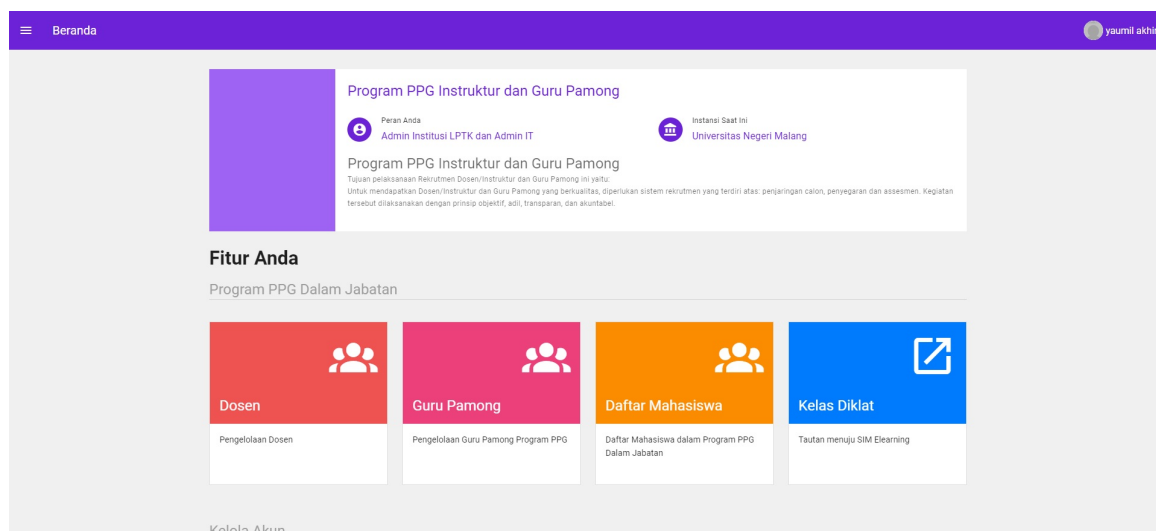 Beranda
yaumil akhir
Program PPG Instruktur dan Guru Pamong
Peran Anda
Admin Institusi LPTK dan Admin IT
Instansi Saat Ini
Universitas Negeri Malang
Program PPG Instruktur dan Guru Pamong
Tujuan pelaksanaan Rekrutmen Dosen/Instruktur dan Guru Pamong ini yaitu:
Untuk mendapatkan Dosen/Instruktur dan Guru Pamong yang berkualitas, diperlukan sistem rekrutmen yang terdiri atas: penjaringan calon, penyegaran dan assesmen. Kegiatan
tersebut dilaksanakan dengan prinsip objektif, adil, transparan, dan akuntabel.
Fitur Anda
Program PPG Dalam Jabatan
Dosen
Pengelolaan Dosen
Guru Pamong
Pengelolaan Guru Pamong Program PPG
Daftar Mahasiswa
Daftar Mahasiswa dalam Program PPG
Dalam Jabatan
Kelas Diklat
Tautan menuju SIM Elearning
Kelola Akun